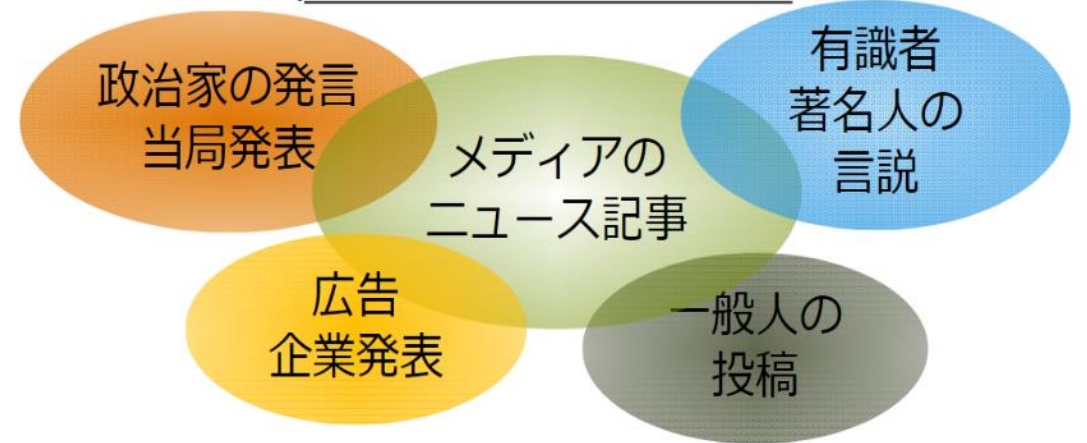 政治家の発言
当局発表
メディアの
ニュース記事
有識者
著名人の
言説
広告
企業発表
一般人の
投稿